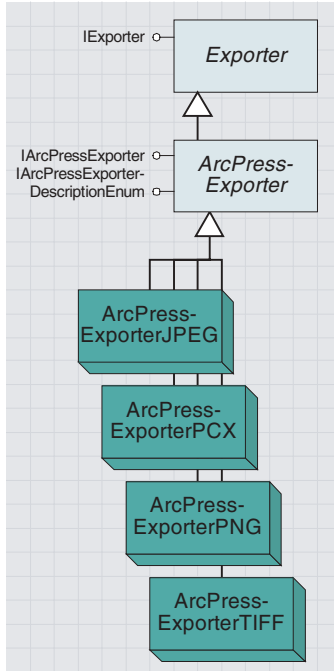 IExporter
Exporter
IArcPressExporter
IArcPressExporter-
DescriptionEnum
ArcPress-
Exporter
ArcPress-
ExporterJPEG
ArcPress-
ExporterPCX
ArcPress-
ExporterPNG
ArcPress-
ExporterTIFF